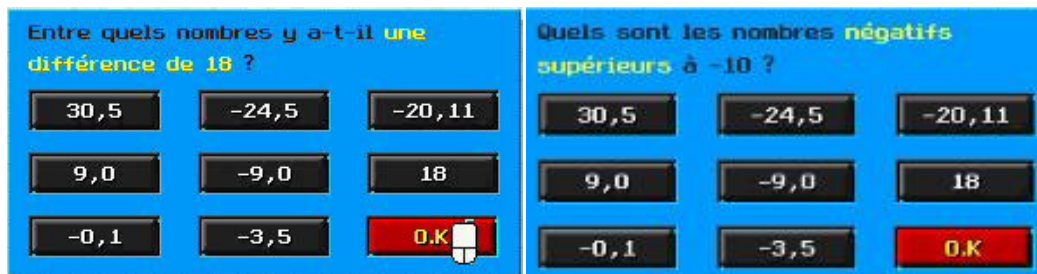 Entre quels nombres y a-t-il une
différence de 18 ?
30,5 -24,5 -20,11
9,0 -9,0 18
-0,1 -3,5 O.K
Quels sont les nombres négatifs
supérieurs à -10 ?
30,5 -24,5 -20,11
9,0 -9,0 18
-0,1 -3,5 O.K